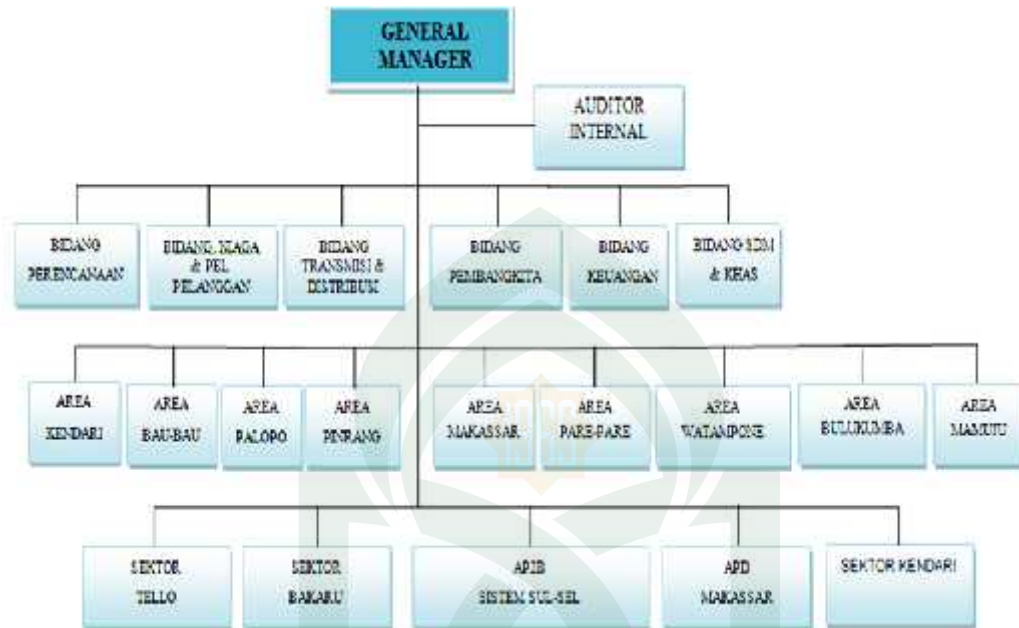 GENERAL
MANAGER
AUDITOR
INTERNAL
BIDANG
PERENCANAAN
BIDANG, NIAGA
& PEL
PELANGGAN
BIDANG
TRANSMISI &
DISTRIBUSI
BIDANG
PEMBANGKITA
BIDANG
KEUANGAN
BIDANG SDM
& KHAS
AREA
KENDARI
AREA
BAU-BAU
AREA
PALOPO
AREA
PINRANG
AREA
MAKASSAR
AREA
PARE-PARE
AREA
WATAMPONE
AREA
BULUKUMBA
AREA
MAMUJU
SEKTOR
TELLO
SEKTOR
BAKARU
AP2B
SISTEM SUL-SEL
APD
MAKASSAR
SEKTOR KENDARI